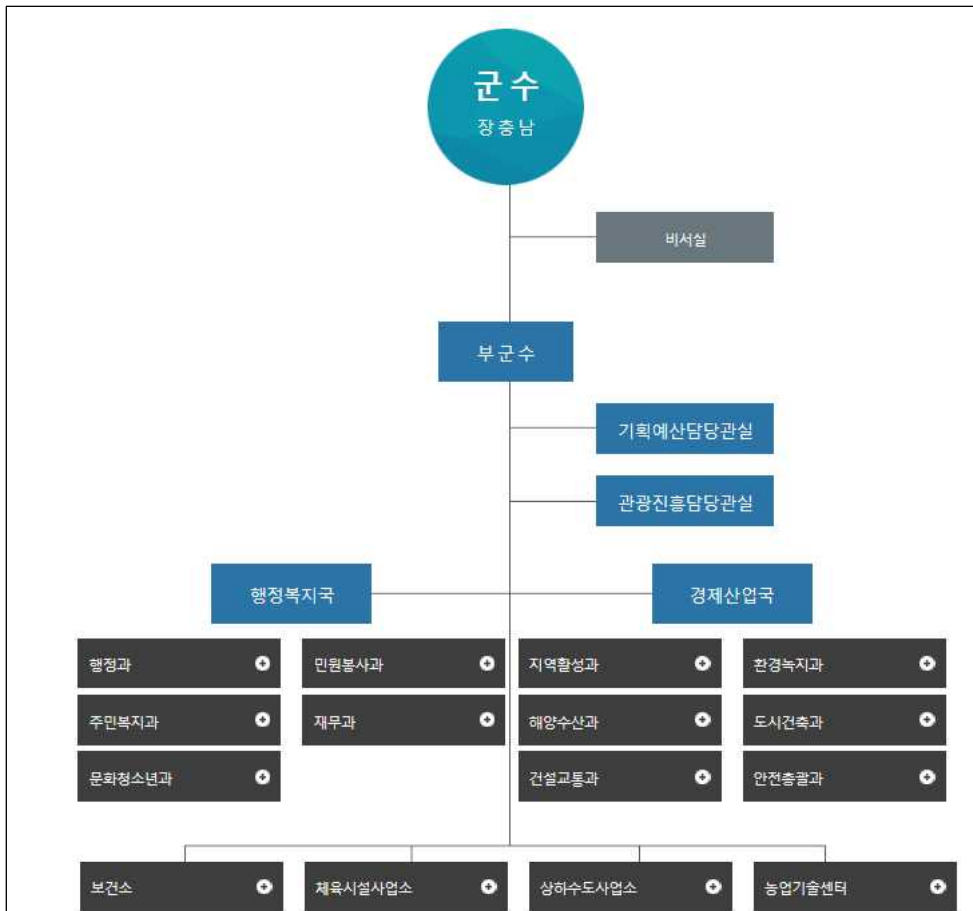 군수
장충남
비서실
부군수
기획예산담당관실
관광진흥담당관실
행정복지국
경제산업국
행정과
민원봉사과
지역활성과
환경녹지과
주민복지과
재무과
해양수산과
도시건축과
문화청소년과
건설교통과
안전총괄과
보건소
체육시설사업소
상하수도사업소
농업기술센터